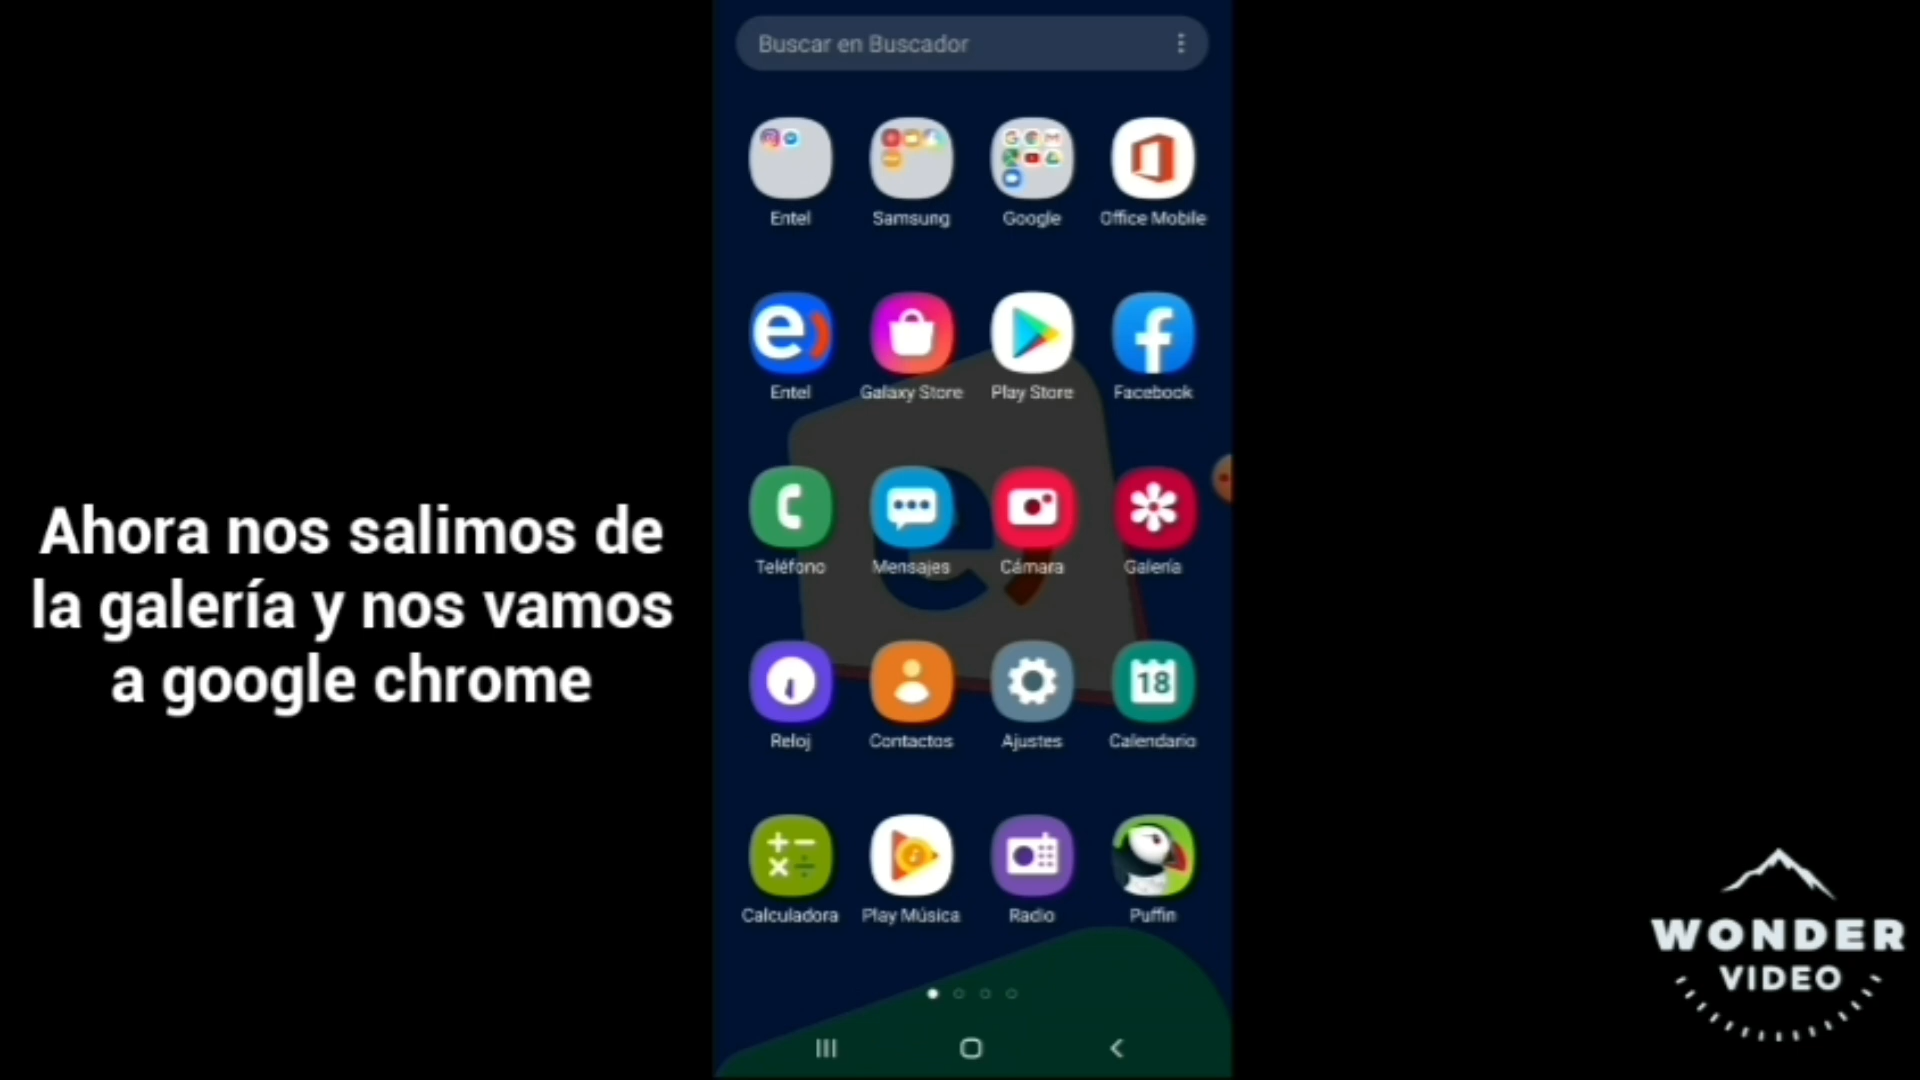 Buscar en Buscador
Entel
Samsung
Google
Office Mobile
Entel
Galaxy Store
Play Store
Facebook
Teléfono
Mensajes
Cámara
Galería
Reloj
Contactos
Ajustes
18
Calendario
Calculadora
Play Música
Radio
Puffin
Ahora nos salimos de
la galería y nos vamos
a google chrome
WONDER
VIDEO